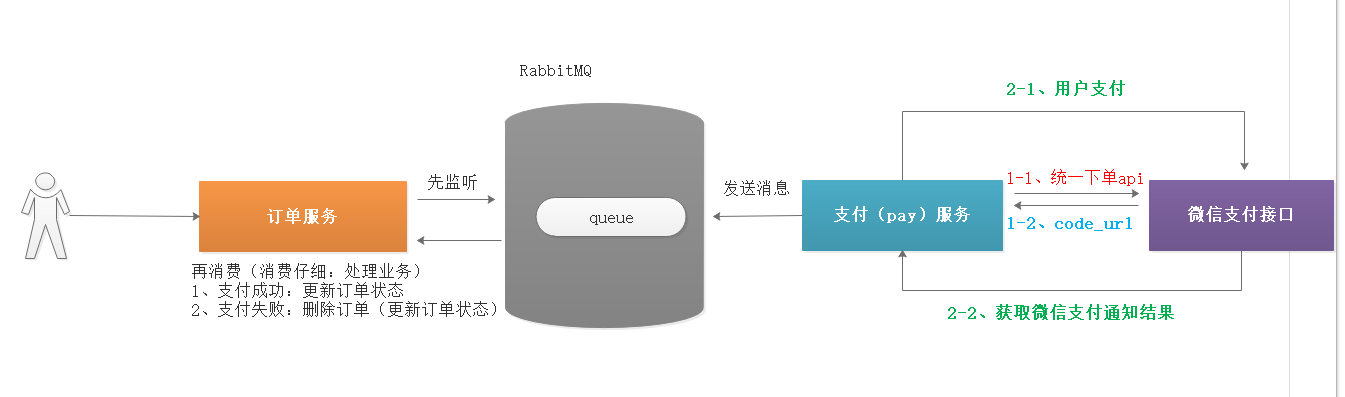 RabbitMQ
2-1、用户支付
先监听
发送消息
1-1、统一下单api
订单服务
queue
支付（pay）服务
微信支付接口
1-2、code_url
再消费（消费仔细：处理业务）
1、支付成功：更新订单状态
2、支付失败：删除订单（更新订单状态）
2-2、获取微信支付通知结果